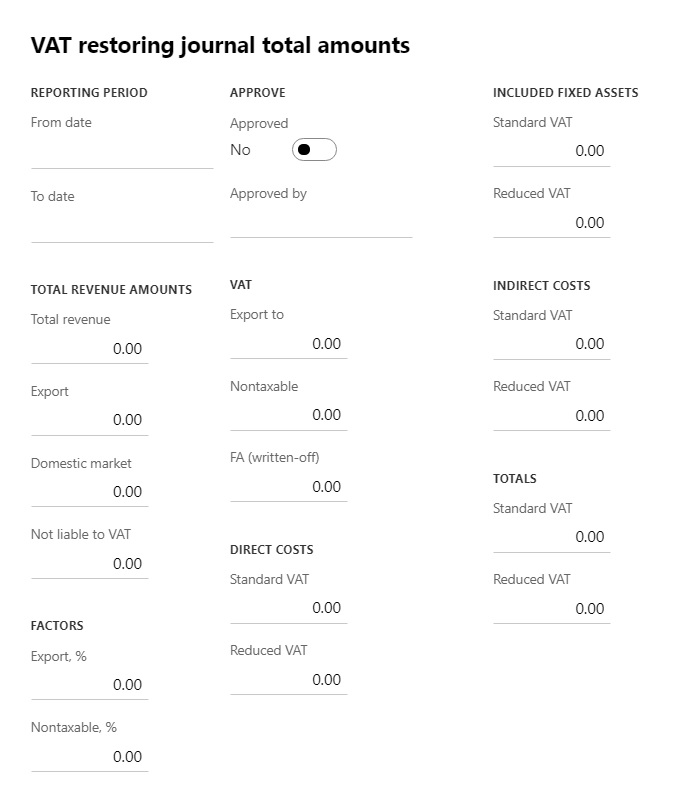 VAT restoring journal total amounts
REPORTING PERIOD
From date
To date
TOTAL REVENUE AMOUNTS
Total revenue
0.00
Export
0.00
Domestic market
0.00
Not liable to VAT
0.00
FACTORS
Export, %
0.00
Nontaxable, %
0.00
APPROVE
Approved
No
Approved by
VAT
Export to
0.00
Nontaxable
0.00
FA (written-off)
0.00
DIRECT COSTS
Standard VAT
0.00
Reduced VAT
0.00
INCLUDED FIXED ASSETS
Standard VAT
0.00
Reduced VAT
0.00
INDIRECT COSTS
Standard VAT
0.00
Reduced VAT
0.00
TOTALS
Standard VAT
0.00
Reduced VAT
0.00